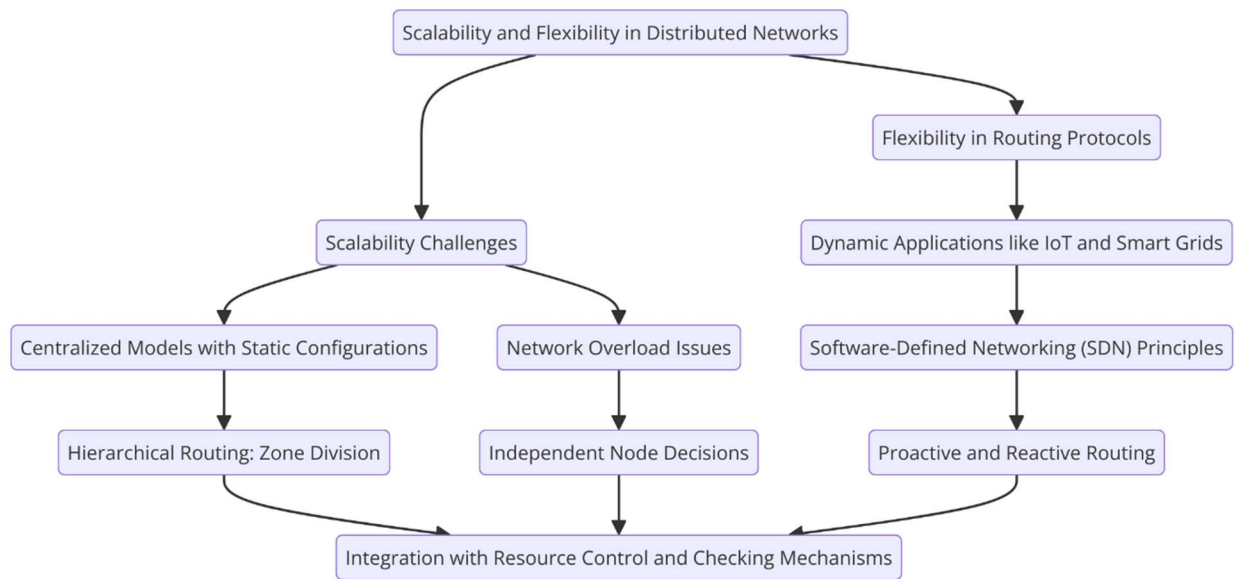 Scalability and Flexibility in Distributed Networks
Flexibility in Routing Protocols
Scalability Challenges
Dynamic Applications like IoT and Smart Grids
Centralized Models with Static Configurations
Network Overload Issues
Software-Defined Networking (SDN) Principles
Hierarchical Routing: Zone Division
Independent Node Decisions
Proactive and Reactive Routing
Integration with Resource Control and Checking Mechanisms